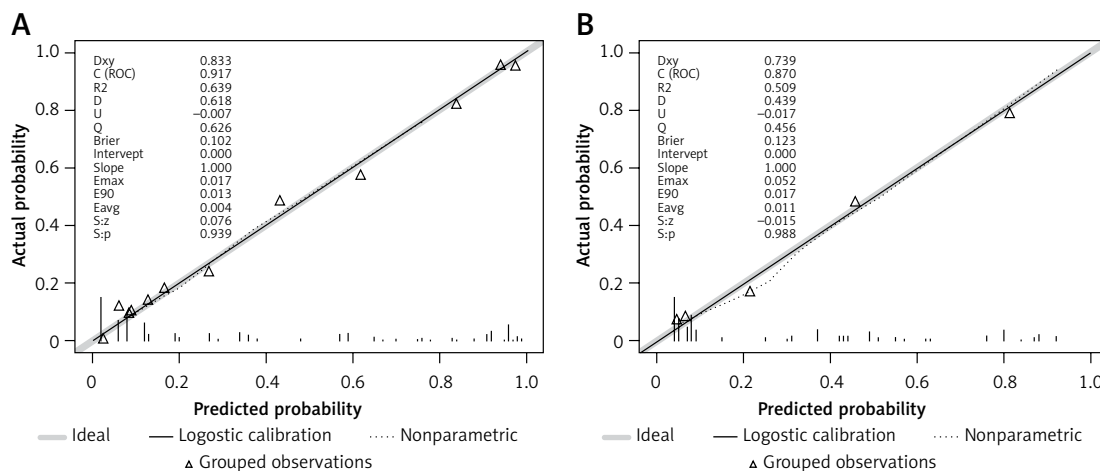 A
Actual probability
1.0
0.8
0.6
0.4
0.2
0
Dxy 0.833
C (ROC) 0.917
R2 0.639
D 0.618
U −0.007
Q 0.626
Brier 0.102
Intervept 0.000
Slope 1.000
Emax 0.017
E90 0.013
Eavg 0.004
S:z 0.076
S:p 0.939
0 0.2 0.4 0.6 0.8 1.0
Predicted probability
Ideal Logostic calibration Nonparametric
Grouped observations
B
Actual probability
1.0
0.8
0.6
0.4
0.2
0
Dxy 0.739
C (ROC) 0.870
R2 0.509
D 0.439
U −0.017
Q 0.456
Brier 0.123
Intervept 0.000
Slope 1.000
Emax 0.052
E90 0.017
Eavg 0.011
S:z −0.015
S:p 0.988
0 0.2 0.4 0.6 0.8 1.0
Predicted probability
Ideal Logostic calibration Nonparametric
Grouped observations